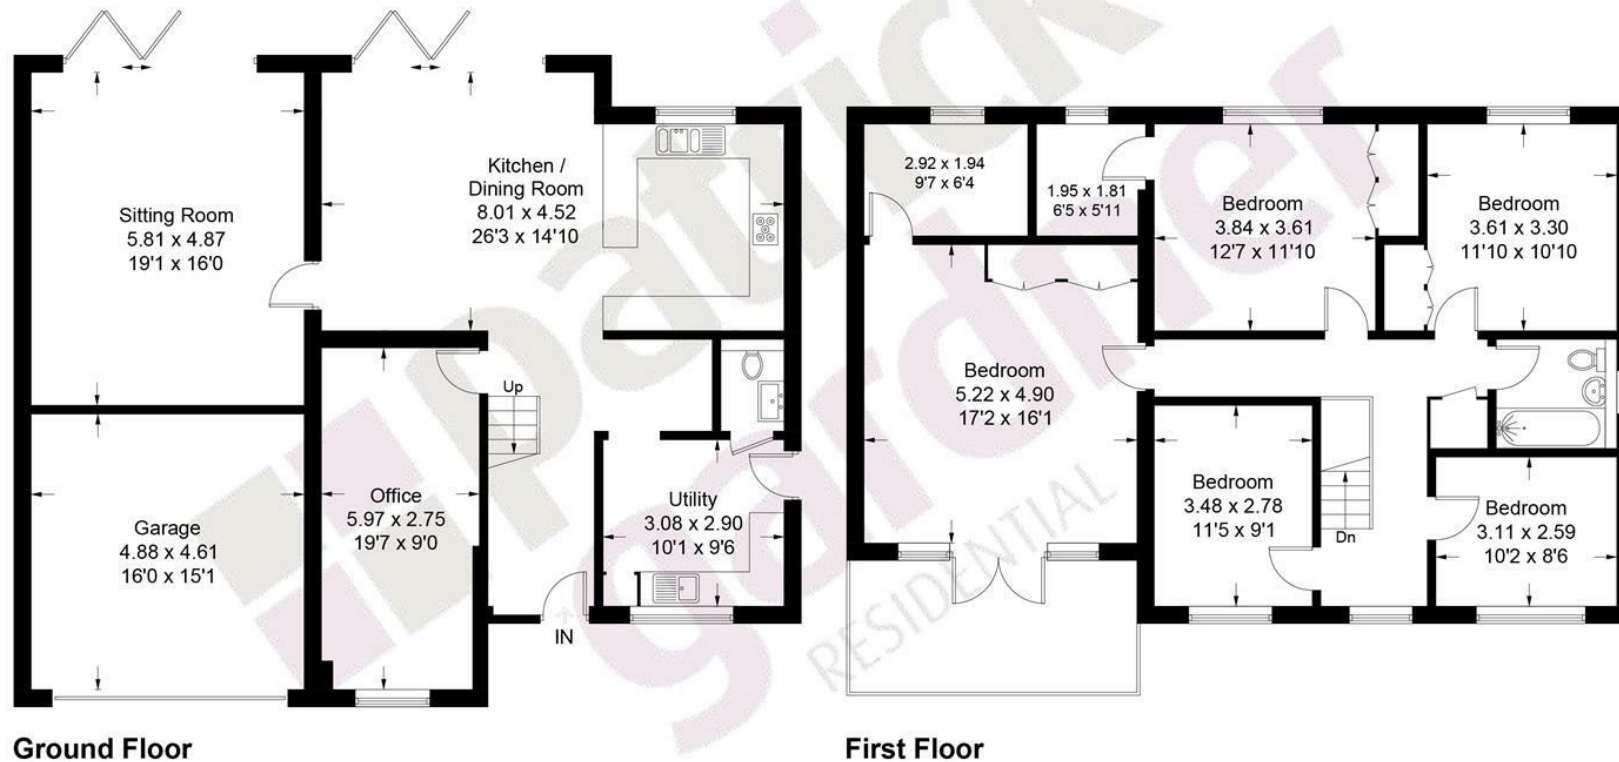 Sitting Room
5.81 x 4.87
19'1 x 16'0
Kitchen /
Dining Room
8.01 x 4.52
26'3 x 14'10
Garage
4.88 x 4.61
16'0 x 15'1
Office
5.97 x 2.75
19'7 x 9'0
Up
Utility
3.08 x 2.90
10'1 x 9'6
IN
Ground Floor
2.92 x 1.94
9'7 x 6'4
1.95 x 1.81
6'5 x 5'11
Bedroom
3.84 x 3.61
12'7 x 11'10
Bedroom
3.61 x 3.30
11'10 x 10'10
Bedroom
5.22 x 4.90
17'2 x 16'1
Bedroom
3.48 x 2.78
11'5 x 9'1
Dn
Bedroom
3.11 x 2.59
10'2 x 8'6
First Floor
patrick
gardner
RESIDENTIAL